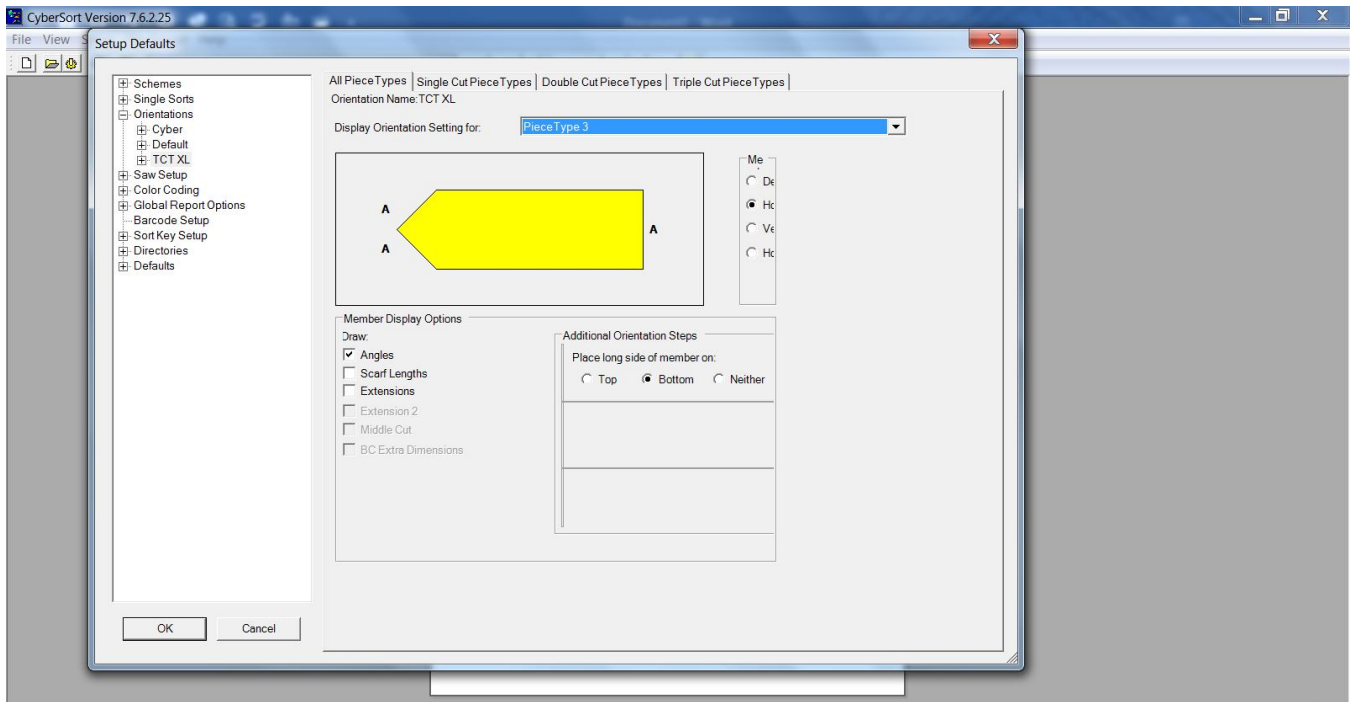 CyberSort Version 7.6.2.25
File View S
Setup Defaults
X
X
Schemes
Single Sorts
Orientations
Cyber
Default
TCT XL
Saw Setup
Color Coding
Global Report Options
Barcode Setup
Sort Key Setup
Directories
Defaults
OK Cancel
All PieceTypes Single Cut PieceTypes Double Cut PieceTypes Triple Cut PieceTypes
Orientation Name:TCT XL
Display Orientation Setting for: PieceType 3
A
A
A
Me
De
Ho
Ve
Ho
Member Display Options
Draw:
Angles
Scarf Lengths
Extensions
Extension 2
Middle Cut
BC Extra Dimensions
Additional Orientation Steps
Place long side of member on:
Top Bottom Neither